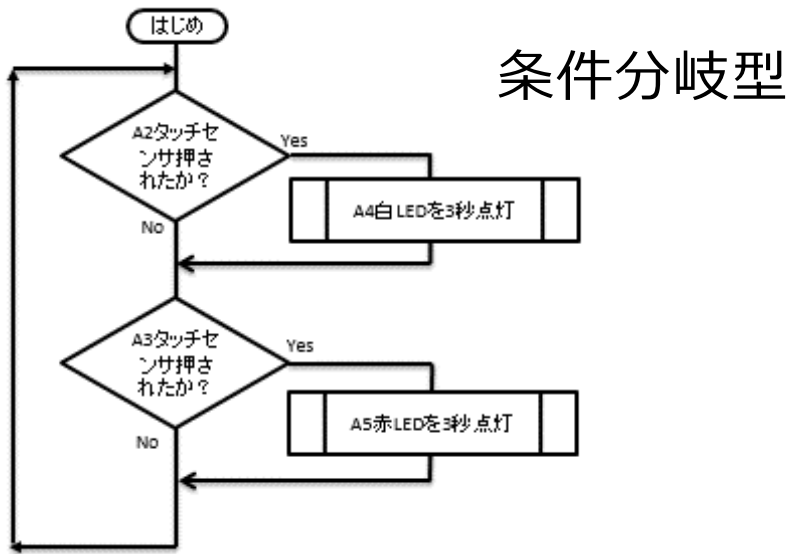 はじめ
条件分岐型
A2タッチセ
ンサ押さ
れたか？
Yes
A4白LEDを3秒点灯
No
A3タッチセ
ンサ押さ
れたか？
Yes
A5赤LEDを3秒点灯
No